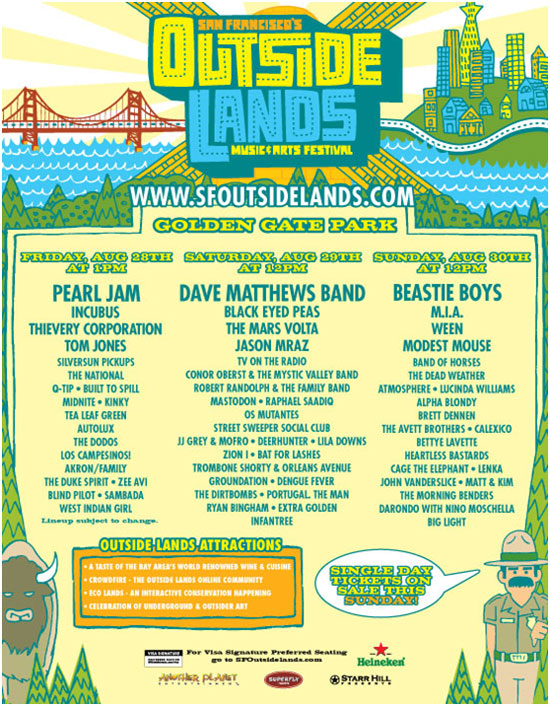 SAN FRANCISCO'S
OUTSIDE
LANDS
MUSIC & ARTS FESTIVAL
WWW.SFOUTSIDELANDS.COM
GOLDEN GATE PARK
FRIDAY, AUG 28TH
AT 1PM
PEARL JAM
INCUBUS
THIEVERY CORPORATION
TOM JONES
SILVERSUN PICKUPS
THE NATIONAL
Q-TIP • BUILT TO SPILL
MIDNITE • KINKY
TEA LEAF GREEN
AUTOLUX
THE DODOS
LOS CAMPESINOS!
AKRON/FAMILY
THE DUKE SPIRIT • ZEE AVI
BLIND PILOT • SAMBADA
WEST INDIAN GIRL
Lineup subject to change.
SATURDAY, AUG 29TH
AT 12PM
DAVE MATTHEWS BAND
BLACK EYED PEAS
THE MARS VOLTA
JASON MRAZ
TV ON THE RADIO
CONOR OBERST & THE MYSTIC VALLEY BAND
ROBERT RANDOLPH & THE FAMILY BAND
MASTODON • RAPHAEL SAADIQ
OS MUTANTES
STREET SWEEPER SOCIAL CLUB
JJ GREY & MOFRO • DEERHUNTER • LILA DOWNS
ZION I • BAT FOR LASHES
TROMBONE SHORTY & ORLEANS AVENUE
GROUNDATION • DENGUE FEVER
THE DIRTBOMBS • PORTUGAL. THE MAN
RYAN BINGHAM • EXTRA GOLDEN
INFANTREE
SUNDAY, AUG 30TH
AT 12PM
BEASTIE BOYS
M.I.A.
WEEN
MODEST MOUSE
BAND OF HORSES
THE DEAD WEATHER
ATMOSPHERE • LUCINDA WILLIAMS
ALPHA BLONDY
BRETT DENNEN
THE AVETT BROTHERS • CALEXICO
BETTYE LAVETTE
HEARTLESS BASTARDS
CAGE THE ELEPHANT • LENKA
JOHN VANDERSLICE • MATT & KIM
THE MORNING BENDERS
DARONDO WITH NINO MOSCHELLA
BIG LIGHT
OUTSIDE LANDS ATTRACTIONS
• A TASTE OF THE BAY AREA'S WORLD RENOWNED WINE & CUISINE
• CROWDFIRE - THE OUTSIDE LANDS ONLINE COMMUNITY
• ECO LANDS - AN INTERACTIVE CONSERVATION HAPPENING
• CELEBRATION OF UNDERGROUND & OUTSIDER ART
SINGLE DAY
TICKETS ON
SALE THIS
SUNDAY!
VISA SIGNATURE
For Visa Signature Preferred Seating
go to SFOutsidelands.com
Heineken
ANOTHER PLANET
ENTERTAINMENT
SUPERFLY
STARR HILL
PRESENTS